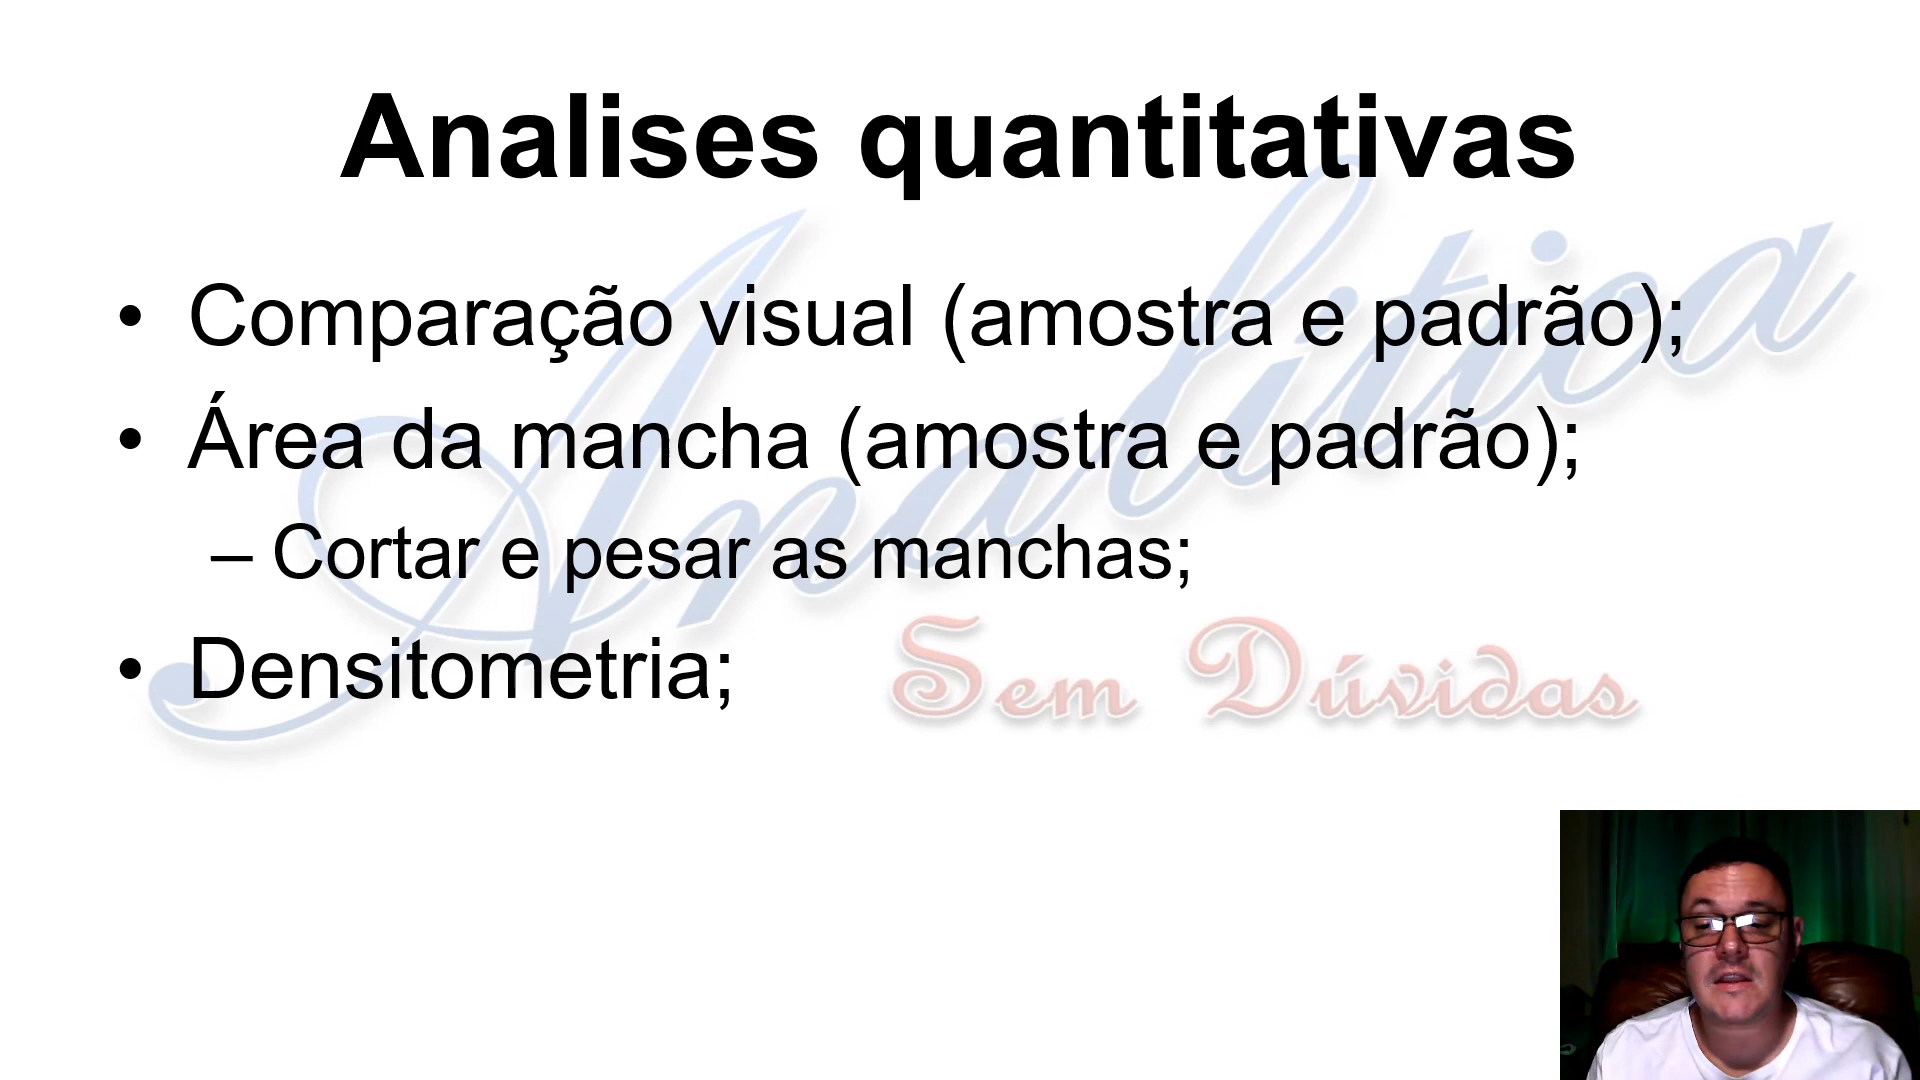 Analises quantitativas
• Comparação visual (amostra e padrão);
• Área da mancha (amostra e padrão);
– Cortar e pesar as manchas;
• Densitometria;
Analítica
Sem Dúvidas